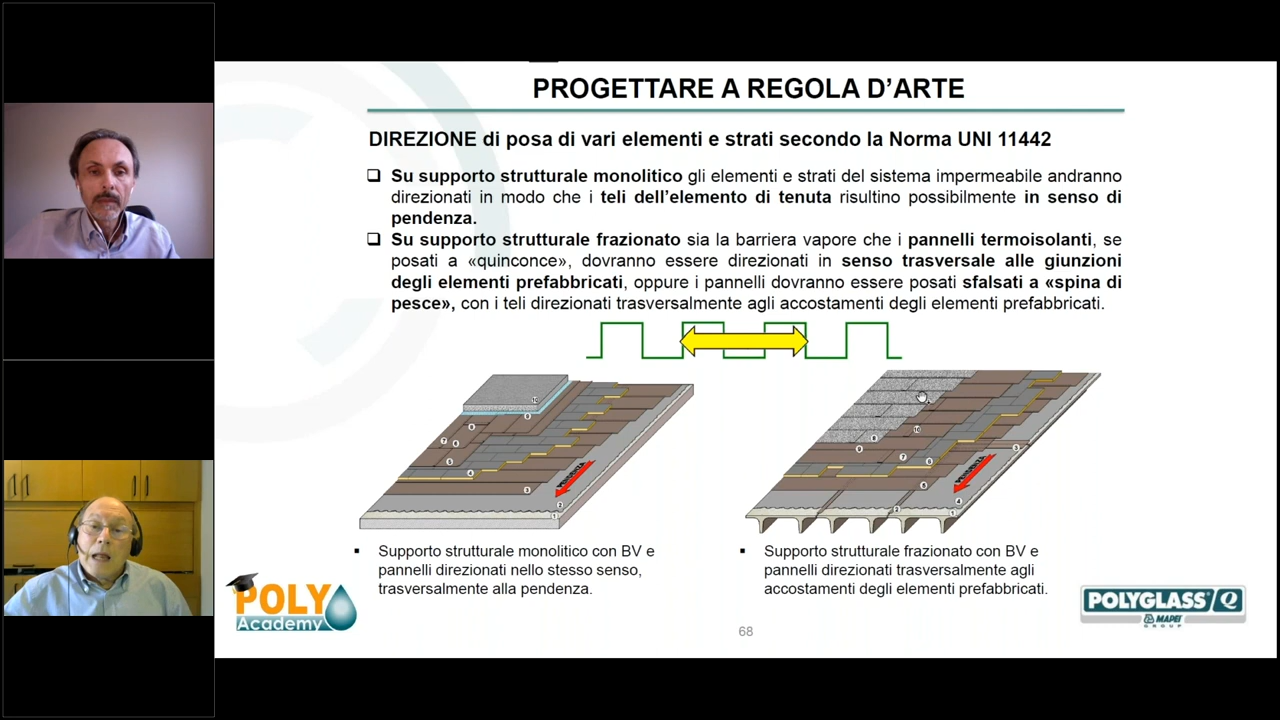 PROGETTARE A REGOLA D'ARTE
DIREZIONE di posa di vari elementi e strati secondo la Norma UNI 11442
Su supporto strutturale monolitico gli elementi e strati del sistema impermeabile andranno
direzionati in modo che i teli dell'elemento di tenuta risultino possibilmente in senso di
pendenza.
Su supporto strutturale frazionato sia la barriera vapore che i pannelli termoisolanti, se
posati a «quinconce», dovranno essere direzionati in senso trasversale alle giunzioni
degli elementi prefabbricati, oppure i pannelli dovranno essere posati sfalsati a «spina di
pesce», con i teli direzionati trasversalmente agli accostamenti degli elementi prefabbricati.
PENDENZA
PENDENZA
Supporto strutturale monolitico con BV e
pannelli direzionati nello stesso senso,
trasversalmente alla pendenza.
Supporto strutturale frazionato con BV e
pannelli direzionati trasversalmente agli
accostamenti degli elementi prefabbricati.
POLY
Academy
POLYGLASS
MAPEI
GROUP
68